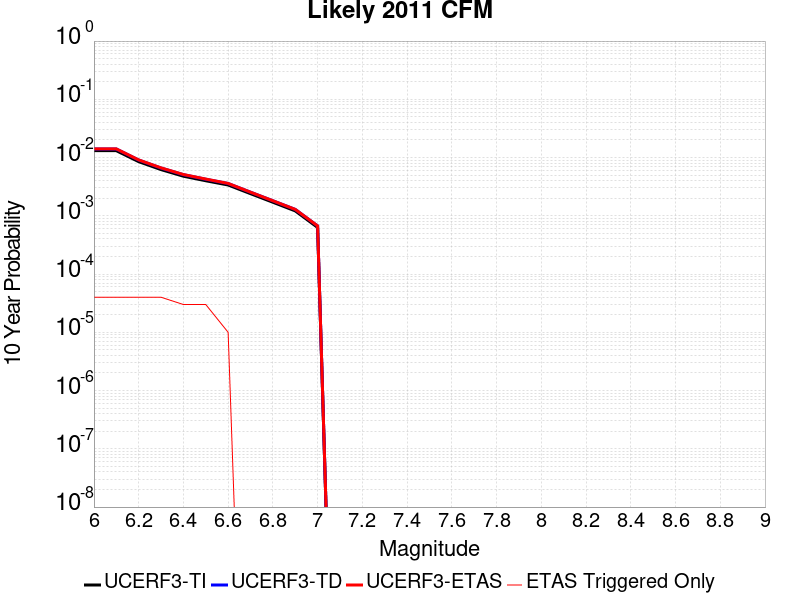 Likely 2011 CFM
10 0
10 -1
10 -2
10 -3
10 -4
10 -5
10 -6
10 -7
10 -8
10 Year Probability
6 6.2 6.4 6.6 6.8 7 7.2 7.4 7.6 7.8 8 8.2 8.4 8.6 8.8 9
Magnitude
UCERF3-TI UCERF3-TD UCERF3-ETAS ETAS Triggered Only